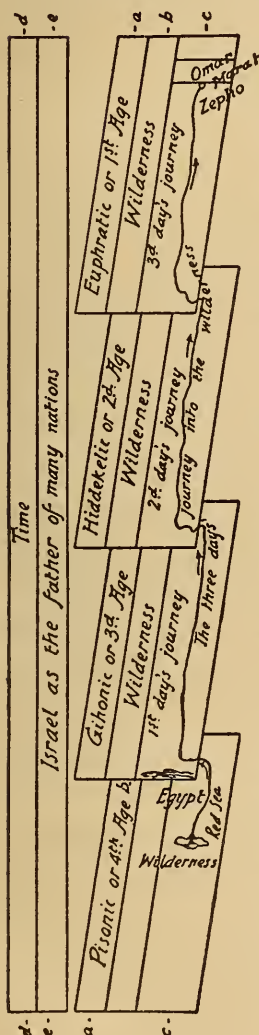 d- Time -d
e- Israel as the father of many nations -e
a- Pisonic or 4th Age b.
c-
Egypt
Red Sea
Wilderness
Gihonic or 3d. Age
Wilderness
1st day's journey
Hiddekelic or 2d Age
Wilderness
2d day's journey
Euphratic or 1st Age -a
Wilderness -b
3d day's journey -c
The three day's journey into the wilderness
Omar
Marah
Zepho